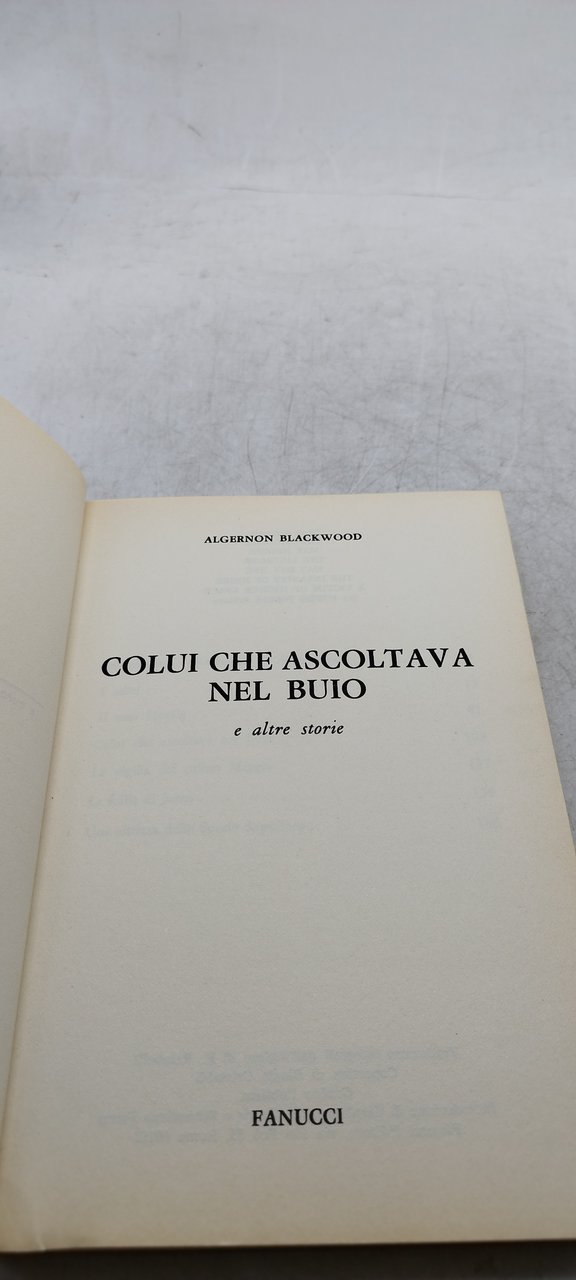 ALGERNON BLACKWOOD
COLUI CHE ASCOLTAVA
NEL BUIO
e altre storie
FANUCCI